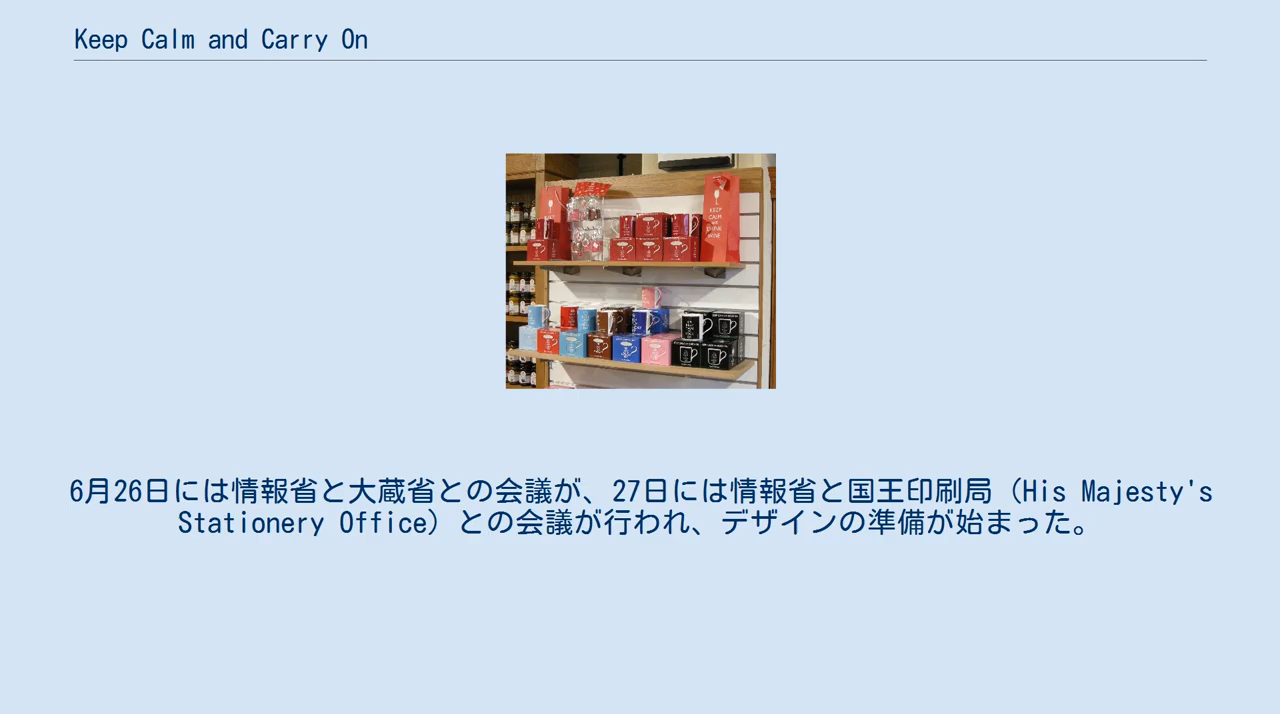 Keep Calm and Carry On
KEEP
CALM
6月26日には情報省と大蔵省との会議が、27日には情報省と国王印刷局（His Majesty's
Stationery Office）との会議が行われ、デザインの準備が始まった。